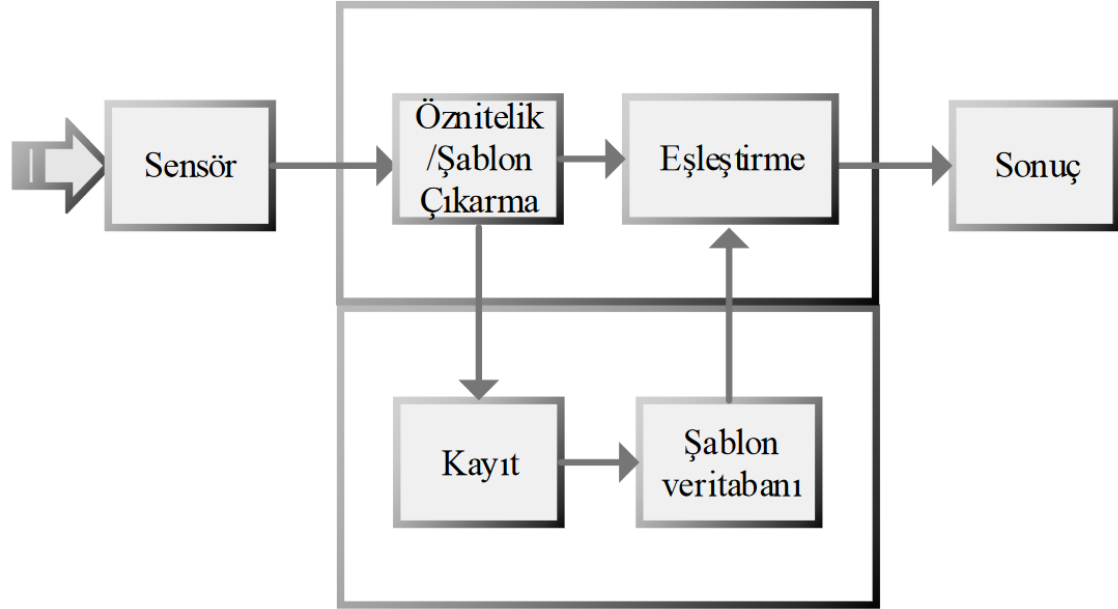 Sensör
Öznitelik
/Şablon
Çıkarma
Eşleştirme
Sonuç
Kayıt
Şablon
veritabanı